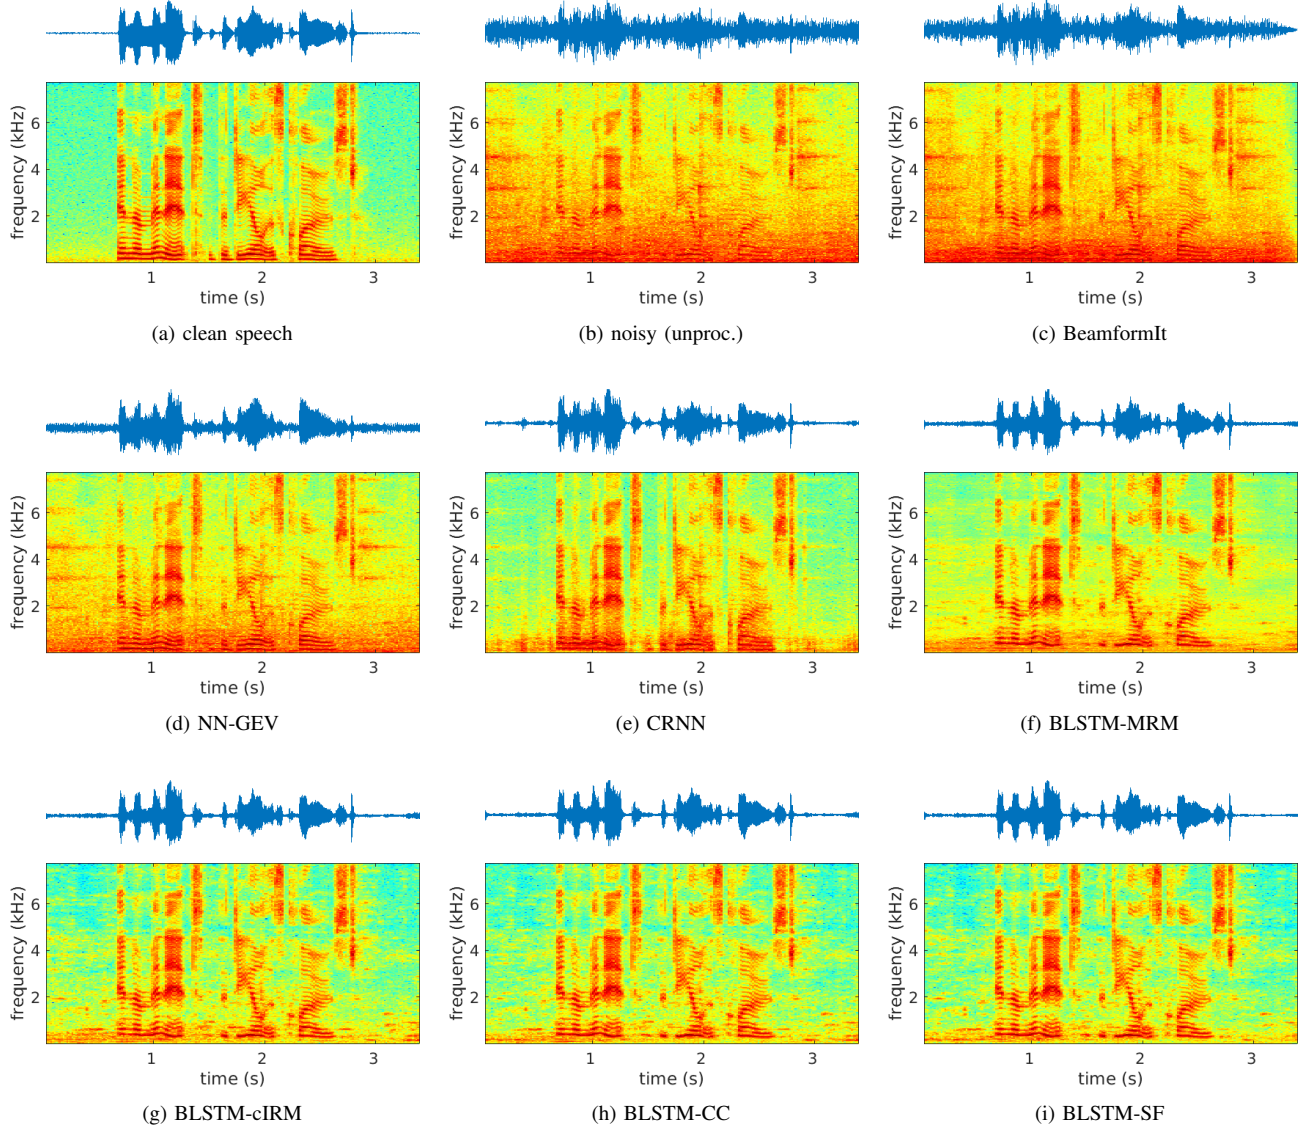 frequency (kHz)
6
4
2
1 2 3
time (s)
(a) clean speech
frequency (kHz)
6
4
2
1 2 3
time (s)
(b) noisy (unproc.)
frequency (kHz)
6
4
2
1 2 3
time (s)
(c) BeamformIt
frequency (kHz)
6
4
2
1 2 3
time (s)
(d) NN-GEV
frequency (kHz)
6
4
2
1 2 3
time (s)
(e) CRNN
frequency (kHz)
6
4
2
1 2 3
time (s)
(f) BLSTM-MRM
frequency (kHz)
6
4
2
1 2 3
time (s)
(g) BLSTM-cIRM
frequency (kHz)
6
4
2
1 2 3
time (s)
(h) BLSTM-CC
frequency (kHz)
6
4
2
1 2 3
time (s)
(i) BLSTM-SF